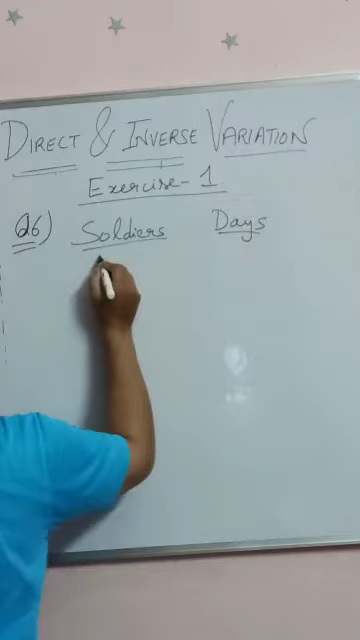 DIRECT & INVERSE VARIATION
Exercise-1
Q6) Soldiers Days